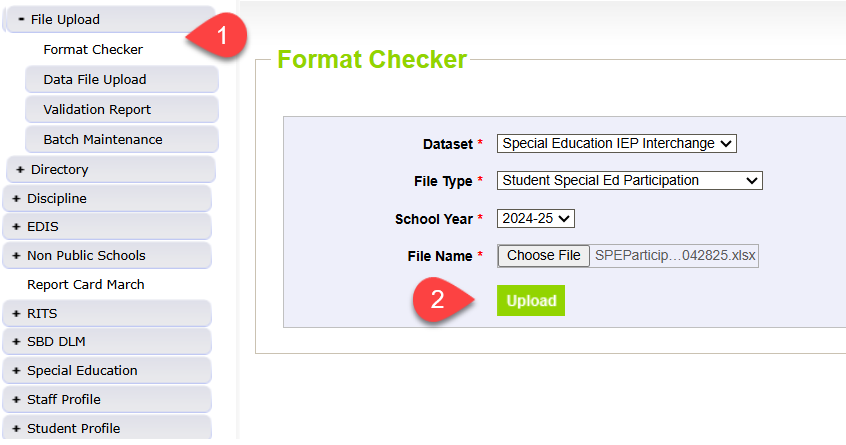 - File Upload
1
Format Checker
Data File Upload
Validation Report
Batch Maintenance
+ Directory
+ Discipline
+ EDIS
+ Non Public Schools
Report Card March
+ RITS
+ SBD DLM
+ Special Education
+ Staff Profile
+ Student Profile
Format Checker
Dataset * Special Education IEP Interchange
File Type * Student Special Ed Participation
School Year * 2024-25
File Name * Choose File SPEParticip...042825.xlsx
2 Upload